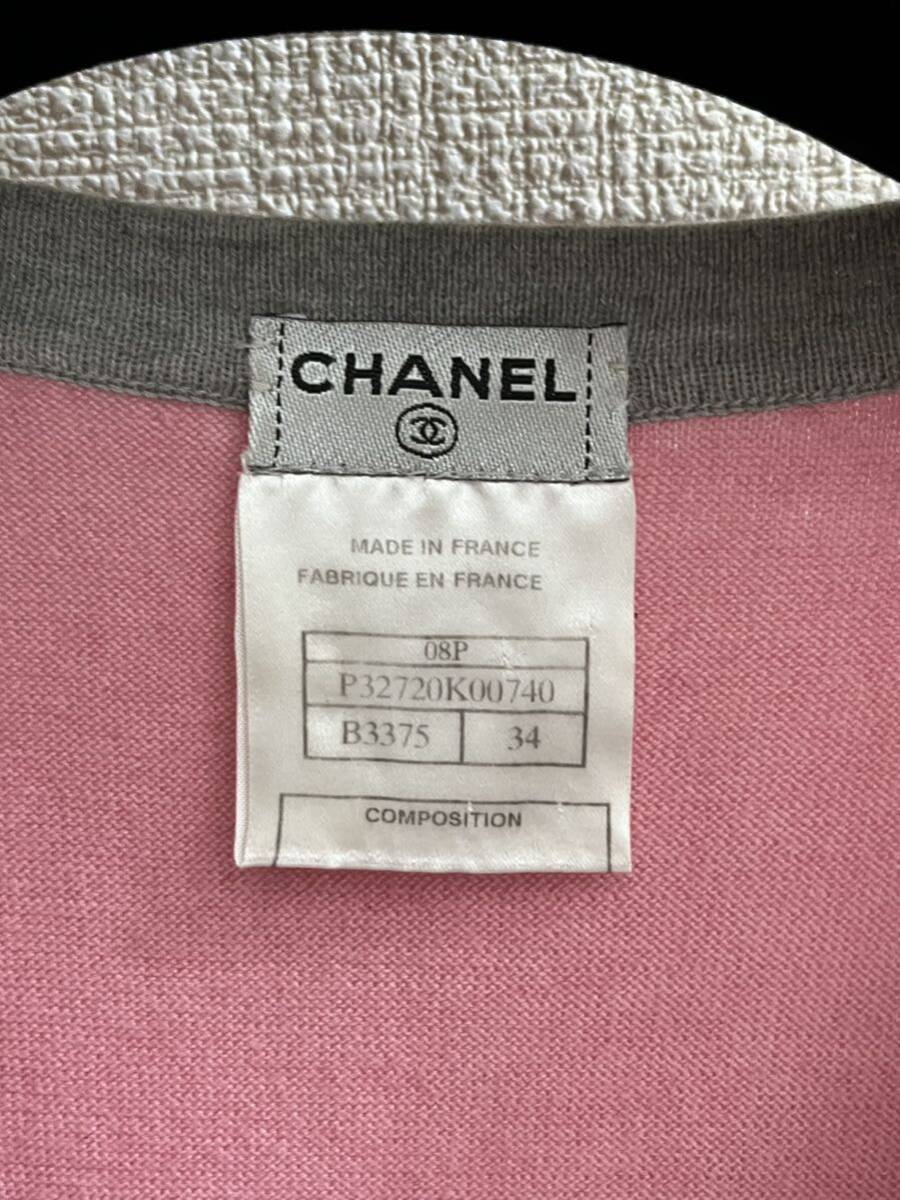 CHANEL
MADE IN FRANCE
FABRIQUE EN FRANCE
08P
P32720K00740
B3375 34
COMPOSITION